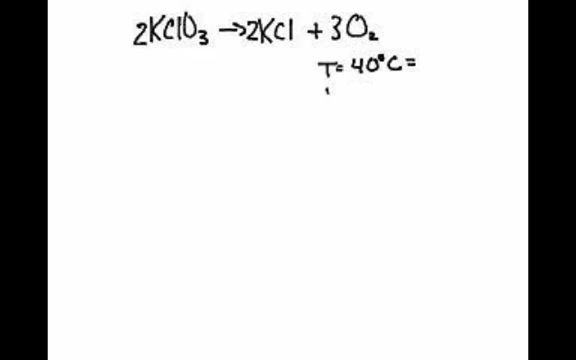 2KClO₃ → 2KCl + 3O₂
T = 40°C =